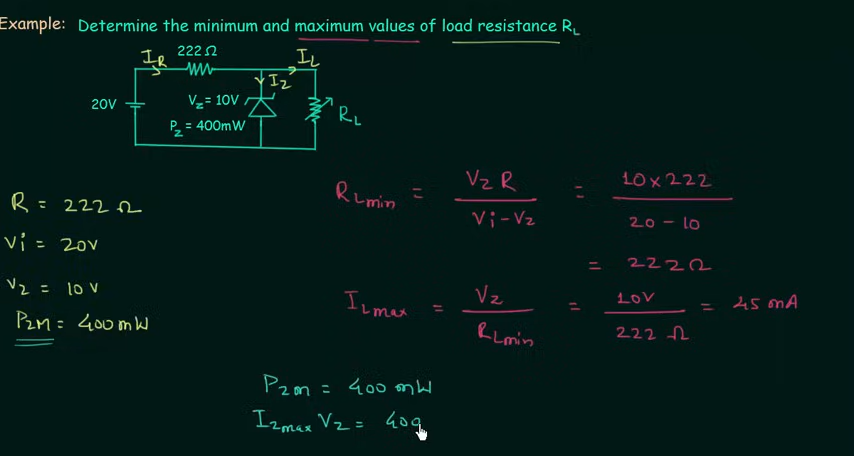 Example: Determine the minimum and maximum values of load resistance RL
IR 222 Ω IL
IZ
20V VZ = 10V
PZ = 400mW RL
RLmin = VZ R / Vi - VZ = 10 x 222 / 20 - 10
R = 222 Ω
Vi = 20V
= 222 Ω
VZ = 10 V
ILmax = VZ / RLmin = 10V / 222 Ω = 45 mA
PZM = 400 mW
PZM = 400 mW
IZmax VZ = 400